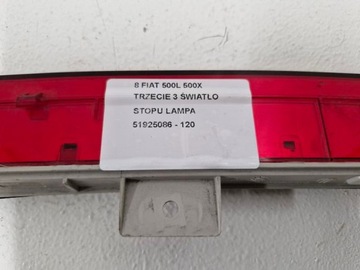 8 FIAT 500L 500X
TRZECIE 3 ŚWIATŁO
STOPU LAMPA
51925086 - 120